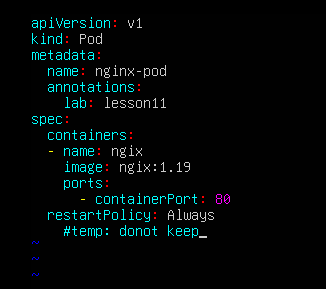 apiVersion: v1
kind: Pod
metadata:
  name: nginx-pod
  annotations:
    lab: lesson11
spec:
  containers:
  - name: ngix
    image: ngix:1.19
    ports:
      - containerPort: 80
  restartPolicy: Always
    #temp: donot keep_
~
~
~